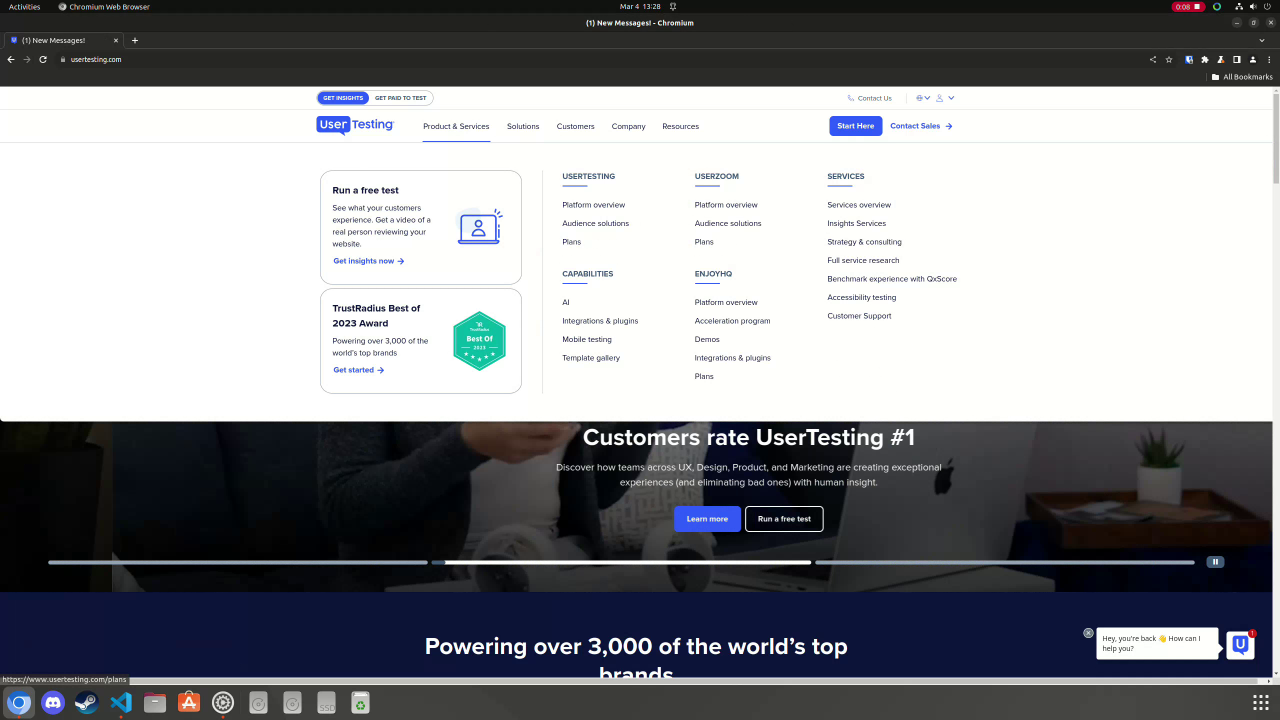 Activities
Chromium Web Browser
Mar 4 13:28
0:08
(1) New Messages! - Chromium
(1) New Messages!
usertesting.com
All Bookmarks
GET INSIGHTS
GET PAID TO TEST
Contact Us
UserTesting
Product & Services
Solutions
Customers
Company
Resources
Start Here
Contact Sales
Run a free test
See what your customers
experience. Get a video of a
real person reviewing your
website.
Get insights now
TrustRadius Best of
2023 Award
Powering over 3,000 of the
world's top brands
Get started
TrustRadius
Best Of
2023
USERTESTING
Platform overview
Audience solutions
Plans
CAPABILITIES
AI
Integrations & plugins
Mobile testing
Template gallery
USERZOOM
Platform overview
Audience solutions
Plans
ENJOYHQ
Platform overview
Acceleration program
Demos
Integrations & plugins
Plans
SERVICES
Services overview
Insights Services
Strategy & consulting
Full service research
Benchmark experience with QxScore
Accessibility testing
Customer Support
Customers rate UserTesting #1
Discover how teams across UX, Design, Product, and Marketing are creating exceptional
experiences (and eliminating bad ones) with human insight.
Learn more
Run a free test
Powering over 3,000 of the world's top
brands
Hey, you're back 👋 How can I
help you?
1
https://www.usertesting.com/plans
SSD